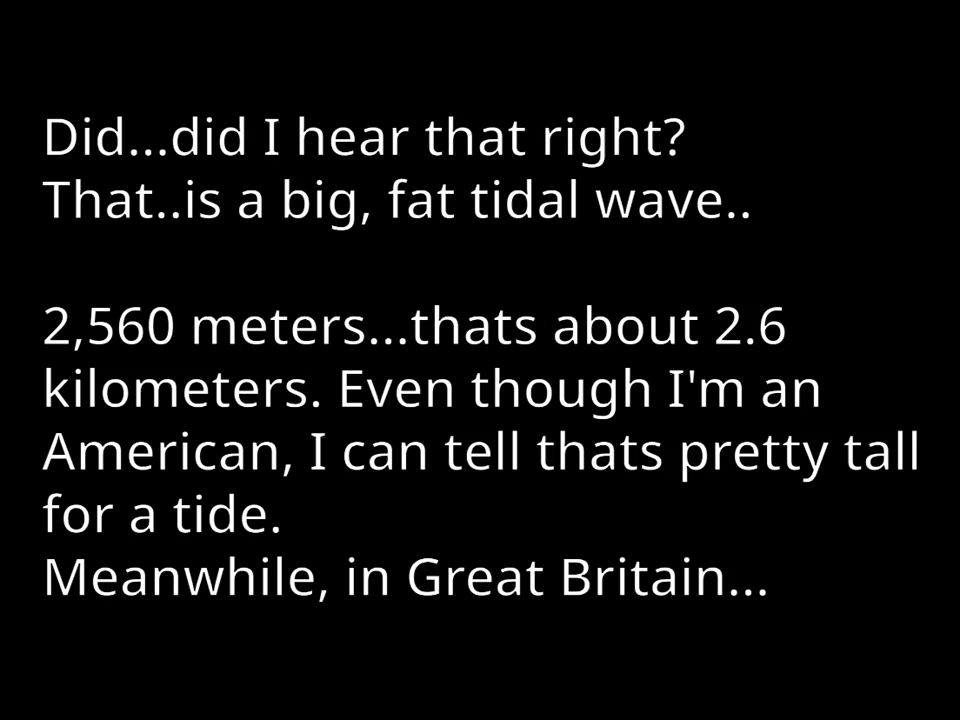 Did...did I hear that right?
That..is a big, fat tidal wave..
2,560 meters...thats about 2.6
kilometers. Even though I'm an
American, I can tell thats pretty tall
for a tide.
Meanwhile, in Great Britain...